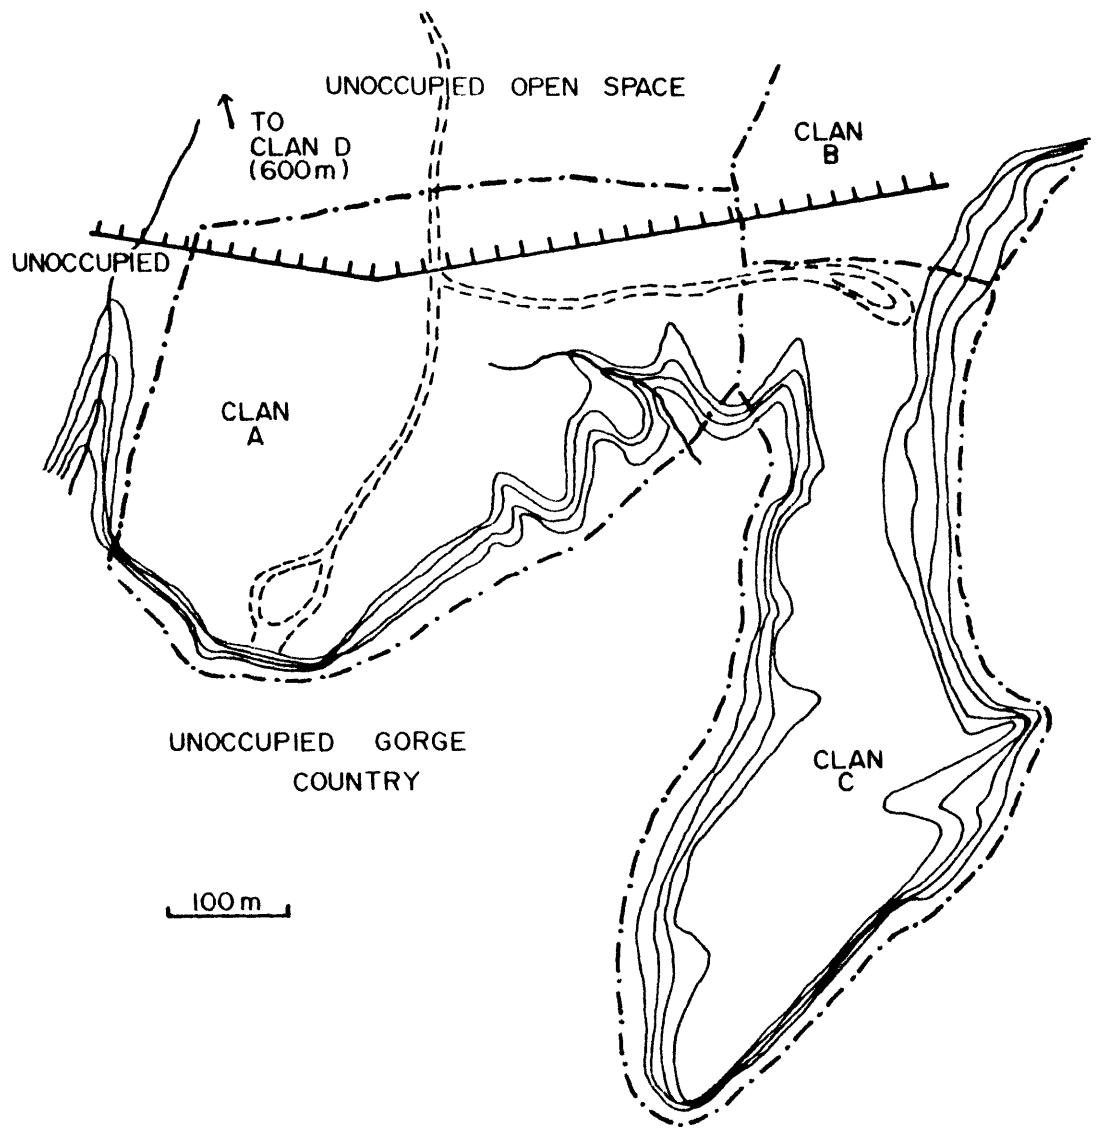 UNOCCUPIED OPEN SPACE
TO
CLAN D
(600m)
CLAN
B
UNOCCUPIED
CLAN
A
UNOCCUPIED GORGE
COUNTRY
CLAN
C
100m